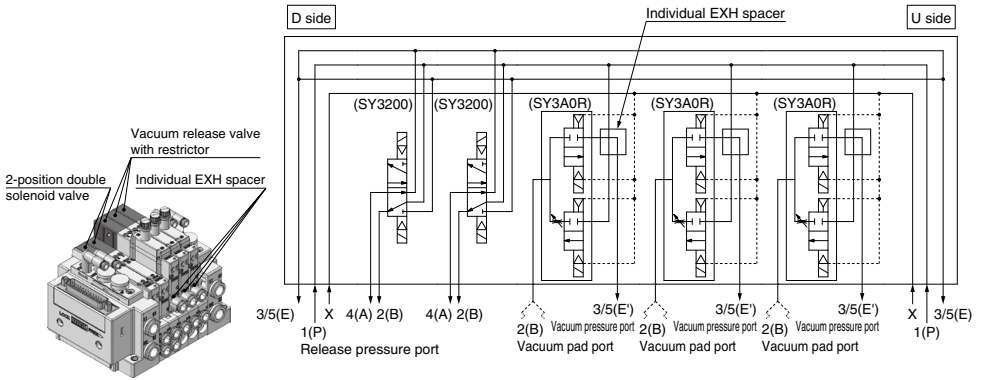 D side
Individual EXH spacer
U side
(SY3200)
(SY3200)
(SY3A0R)
(SY3A0R)
(SY3A0R)
Vacuum release valve
with restrictor
2-position double
solenoid valve
Individual EXH spacer
3/5(E)
1(P)
X
4(A) 2(B)
4(A) 2(B)
3/5(E')
3/5(E')
3/5(E')
X
1(P)
3/5(E)
2(B)
Vacuum pressure port
2(B)
Vacuum pressure port
2(B)
Vacuum pressure port
Release pressure port
Vacuum pad port
Vacuum pad port
Vacuum pad port